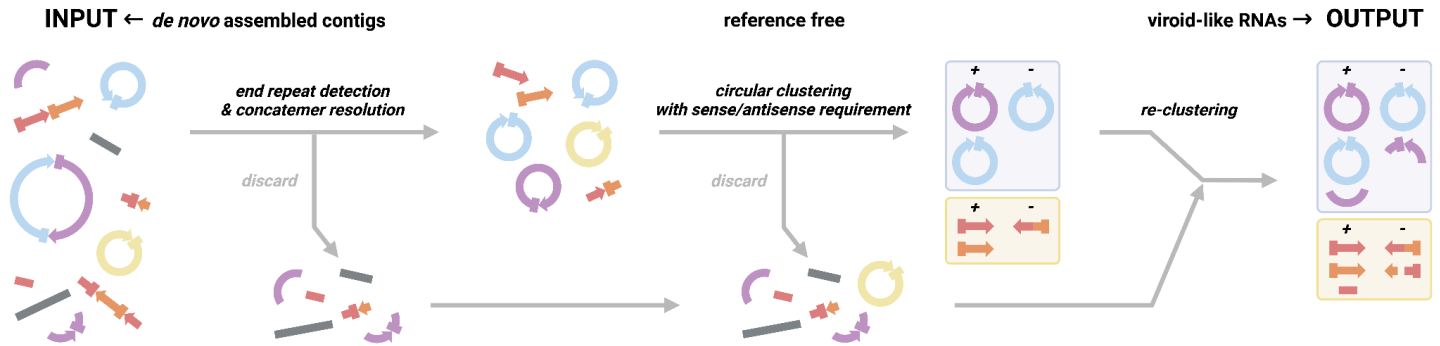 INPUT ← de novo assembled contigs
reference free
viroid-like RNAs → OUTPUT
end repeat detection
& concatemer resolution
discard
circular clustering
with sense/antisense requirement
discard
+ -
+ -
re-clustering
+ -
+ -